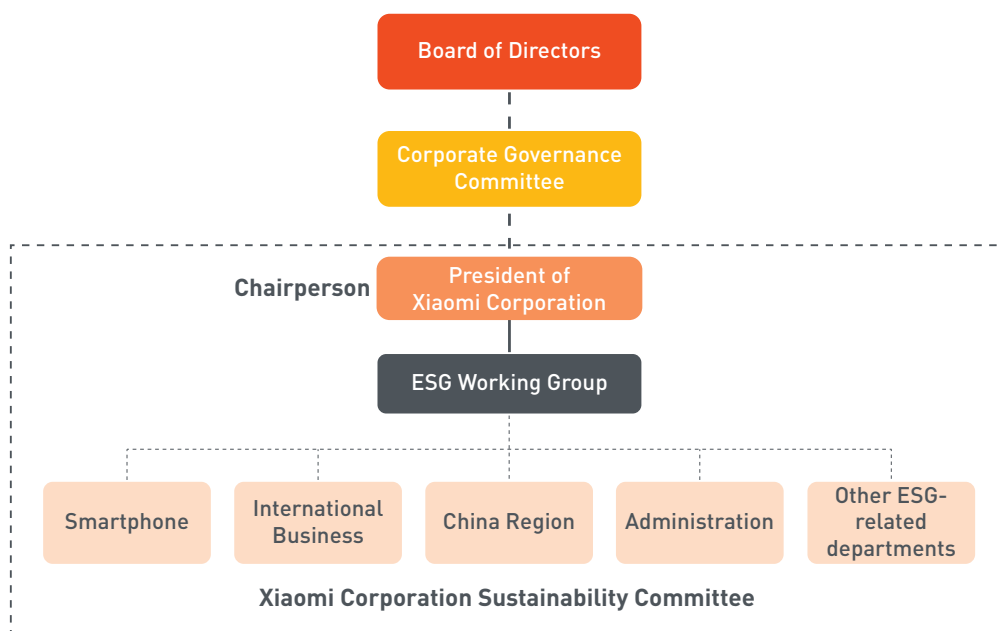 Board of Directors
Corporate Governance
Committee
Chairperson
President of
Xiaomi Corporation
ESG Working Group
Smartphone
International
Business
China Region
Administration
Other ESG-
related
departments
Xiaomi Corporation Sustainability Committee